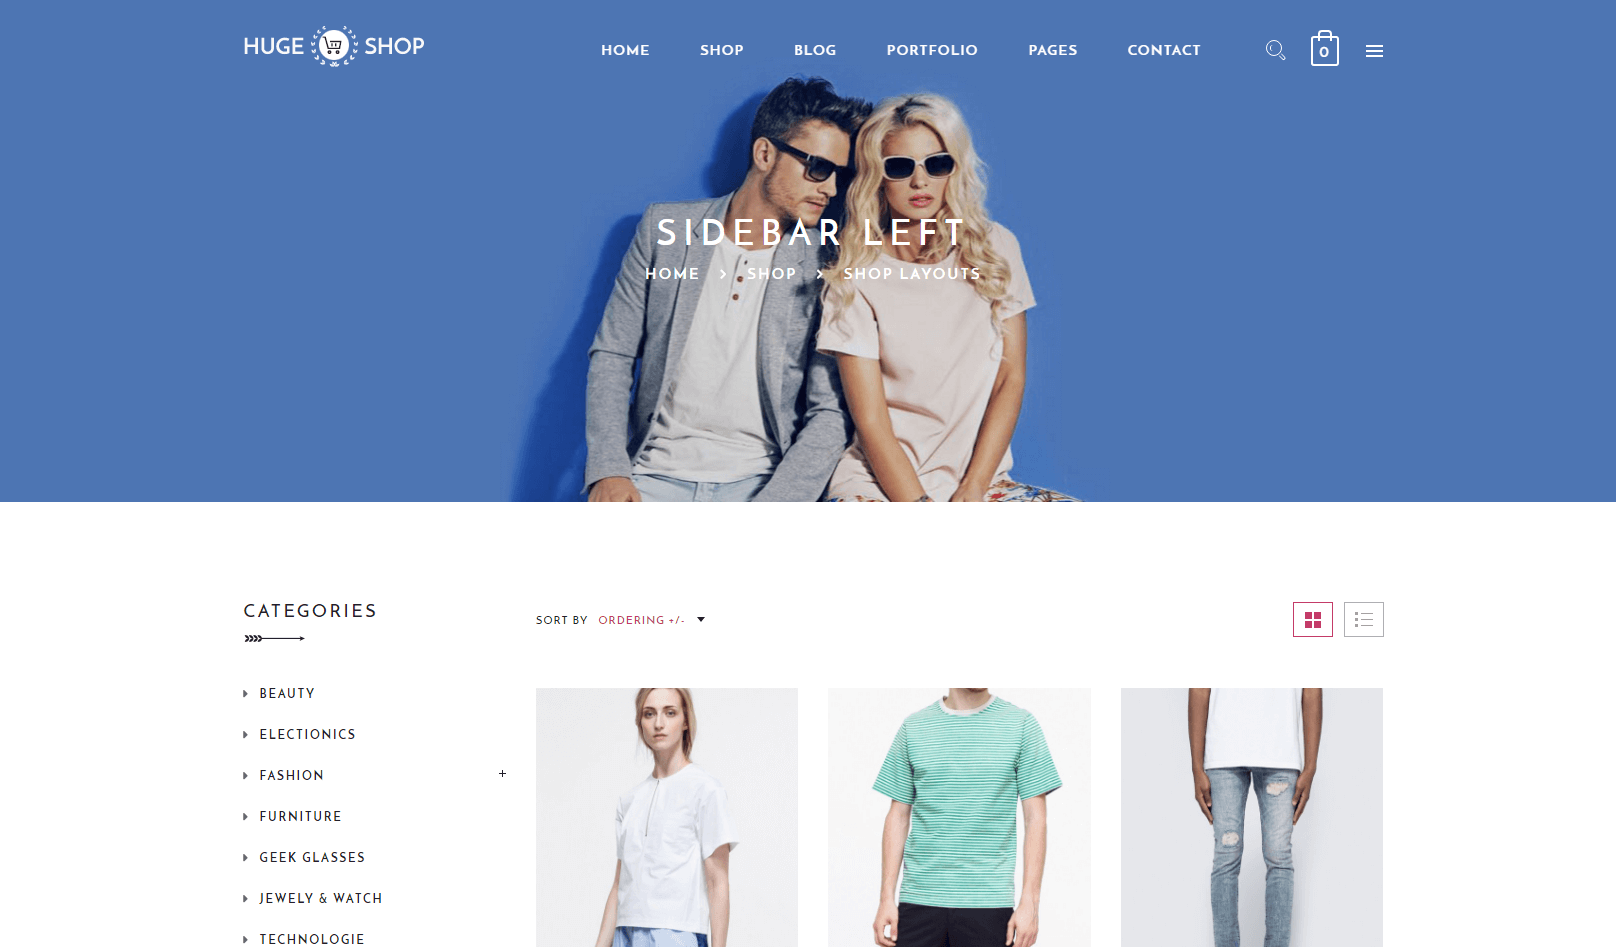 HUGE SHOP
HOME SHOP BLOG PORTFOLIO PAGES CONTACT
0
SIDEBAR LEFT
HOME > SHOP > SHOP LAYOUTS
CATEGORIES
SORT BY ORDERING +/-
BEAUTY
ELECTIONICS
FASHION +
FURNITURE
GEEK GLASSES
JEWELY & WATCH
TECHNOLOGIE